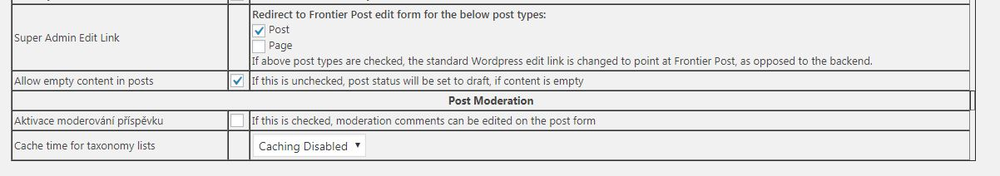 Redirect to Frontier Post edit form for the below post types:
Super Admin Edit Link
Post
Page
If above post types are checked, the standard Wordpress edit link is changed to point at Frontier Post, as opposed to the backend.
Allow empty content in posts If this is unchecked, post status will be set to draft, if content is empty
Post Moderation
Aktivace moderování příspěvku If this is checked, moderation comments can be edited on the post form
Cache time for taxonomy lists Caching Disabled